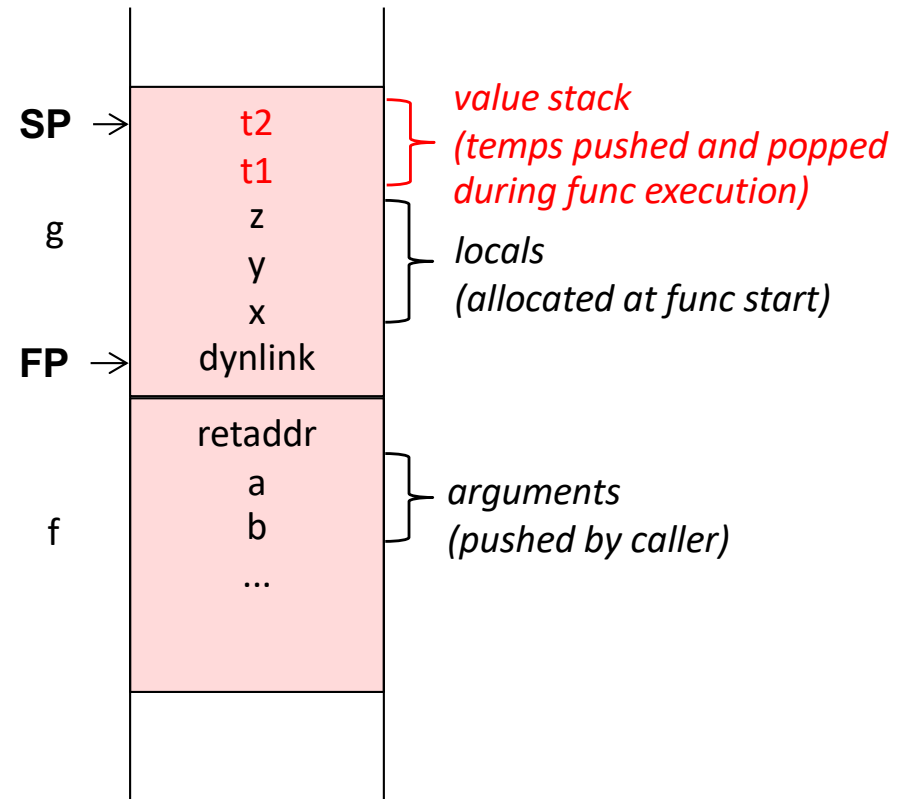 SP
g
FP
f
t2
t1
z
y
x
dynlink
retaddr
a
b
...
value stack
(temps pushed and popped
during func execution)
locals
(allocated at func start)
arguments
(pushed by caller)